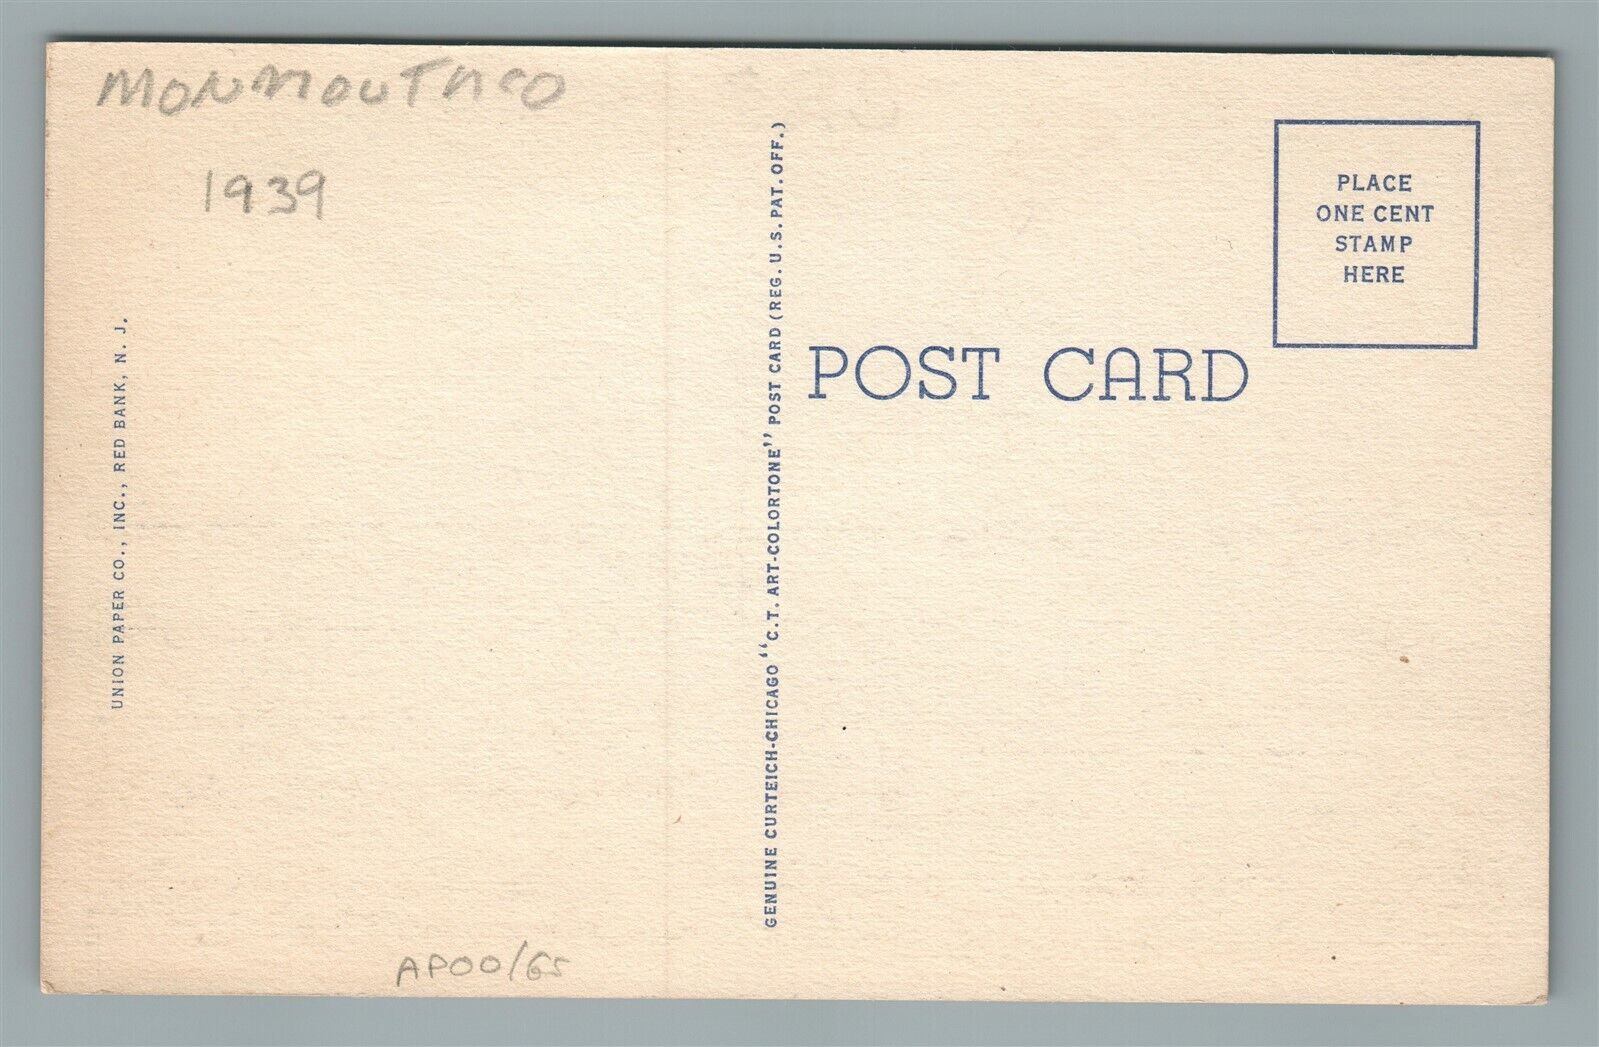 MONMOUTH CO
1939
UNION PAPER CO., INC., RED BANK, N. J.
GENUINE CURTEICH-CHICAGO "C.T. ART-COLORTONE" POST CARD (REG. U.S. PAT. OFF.)
PLACE
ONE CENT
STAMP
HERE
POST CARD
AP00/65